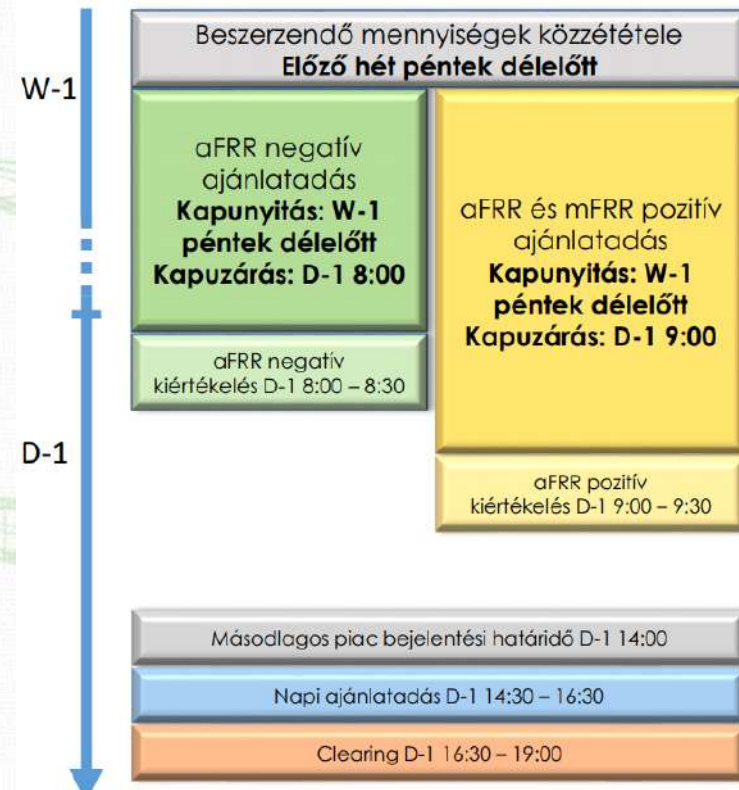 Beszerzendő mennyiségek közzététele
Előző hét péntek délelőtt
W-1
aFRR negatív
ajánlatadás
Kapunyitás: W-1
péntek délelőtt
Kapuzárás: D-1 8:00
aFRR és mFRR pozitív
ajánlatadás
Kapunyitás: W-1
péntek délelőtt
Kapuzárás: D-1 9:00
aFRR negatív
kiértékelés D-1 8:00 – 8:30
D-1
aFRR pozitív
kiértékelés D-1 9:00 – 9:30
Másodlagos piac bejelentési határidő D-1 14:00
Napi ajánlatadás D-1 14:30 – 16:30
Clearing D-1 16:30 – 19:00